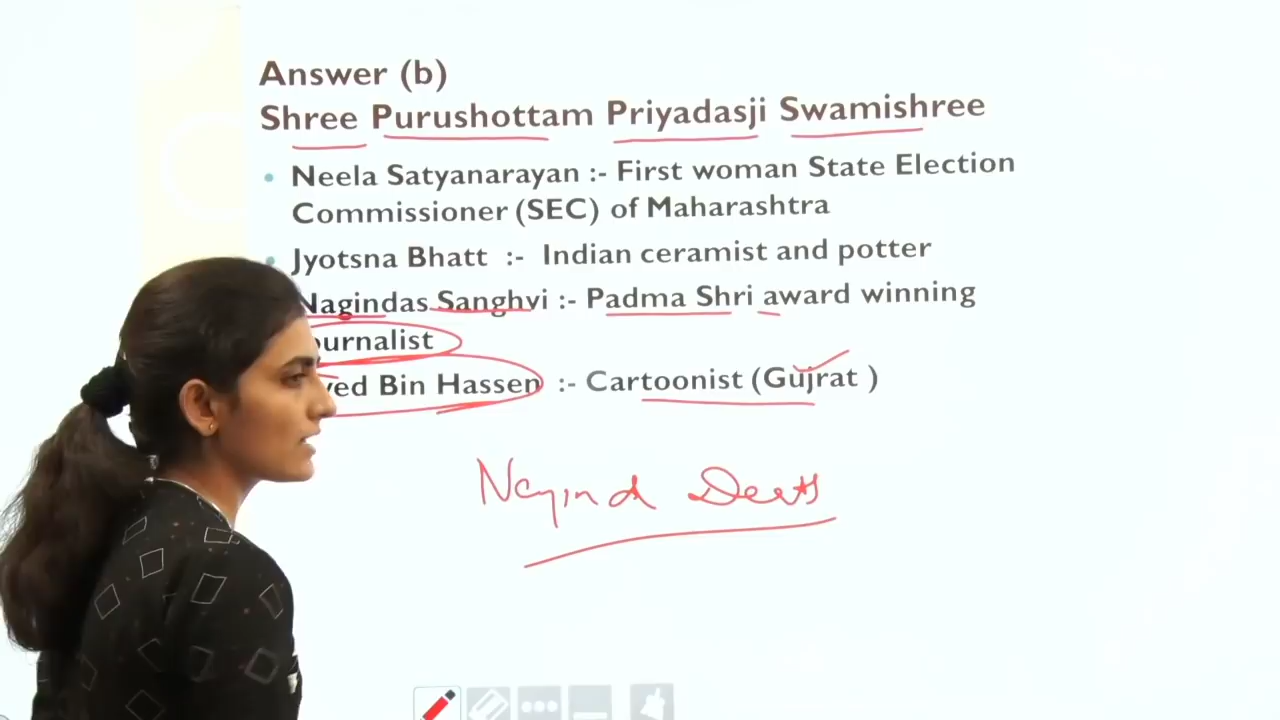 Answer (b)
Shree Purushottam Priyadasji Swamishree
• Neela Satyanarayan :- First woman State Election
Commissioner (SEC) of Maharashtra
• Jyotsna Bhatt :- Indian ceramist and potter
Nagindas Sanghvi :- Padma Shri award winning
ournalist
ved Bin Hassen :- Cartoonist (Gujrat )